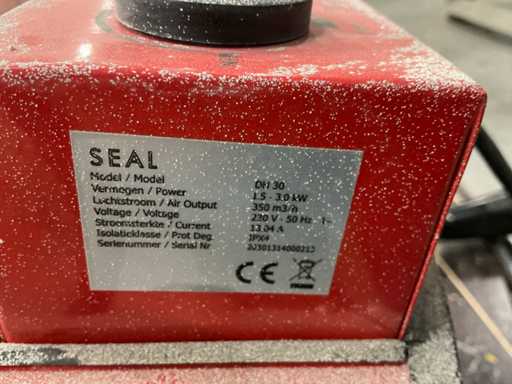 SEAL
Model / Model DH 30
Vermogen / Power 1.5 - 3.0 kW
Luchtstroom / Air Output 350 m3/h
Voltage / Voltage 230 V - 50 Hz 1~
Stroomsterkte / Current 13.04 A
Isolatieklasse / Prot Deg. IPX4
Serienummer / Serial Nr
CE